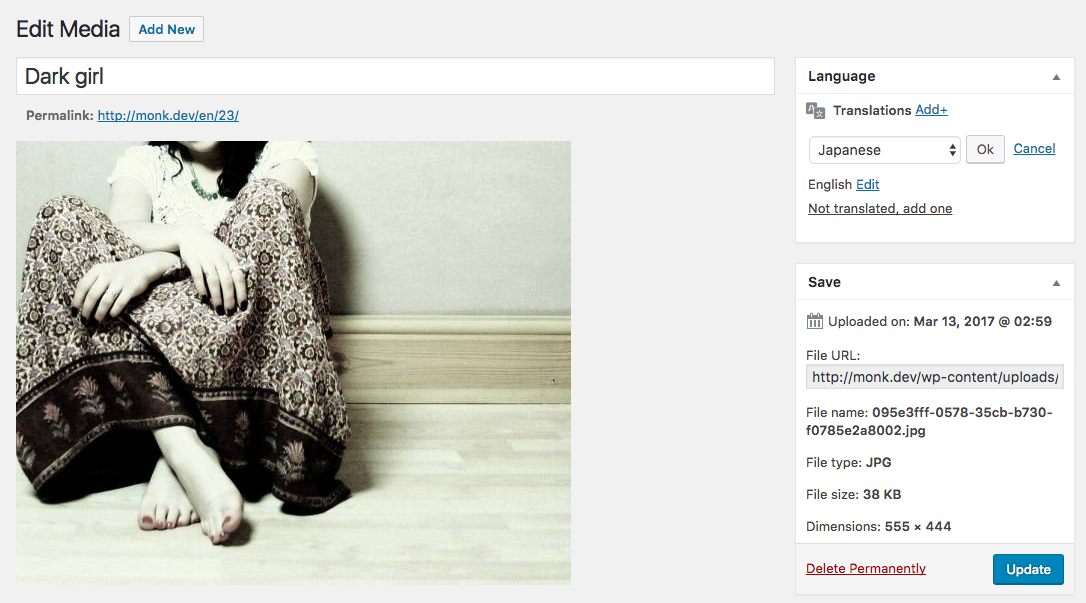 Edit Media Add New
Dark girl
Permalink: http://monk.dev/en/23/
Language
Translations Add+
Japanese Ok Cancel
English Edit
Not translated, add one
Save
Uploaded on: Mar 13, 2017 @ 02:59
File URL:
http://monk.dev/wp-content/uploads/
File name: 095e3fff-0578-35cb-b730-
f0785e2a8002.jpg
File type: JPG
File size: 38 KB
Dimensions: 555 × 444
Delete Permanently Update